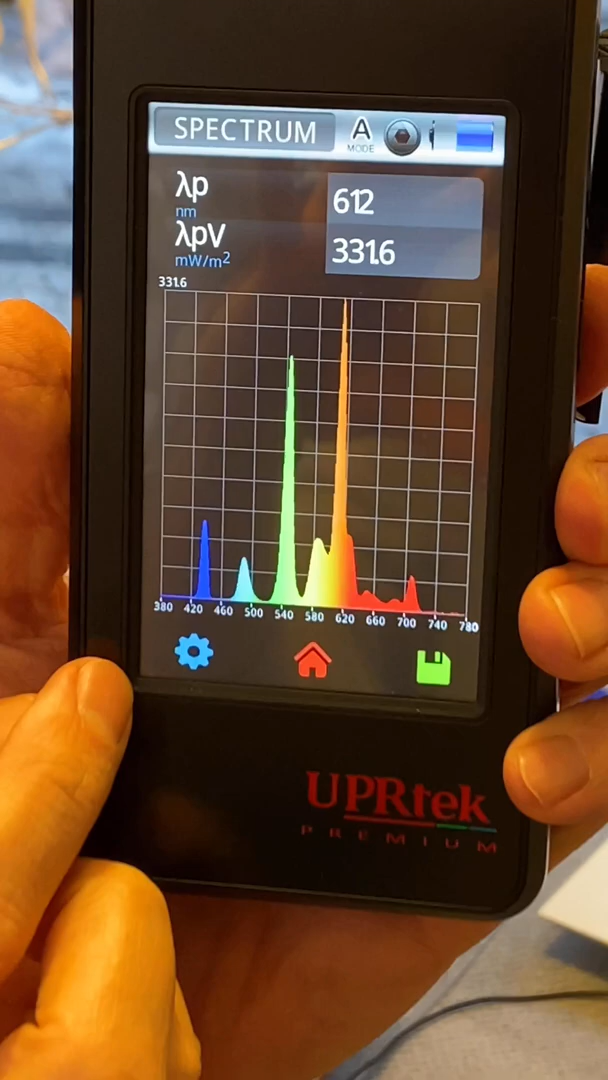 SPECTRUM A
MODE
λp 612
nm
λpV 331.6
mW/m2
331.6
380 420 460 500 540 580 620 660 700 740 780
UPRtek
PREMIUM